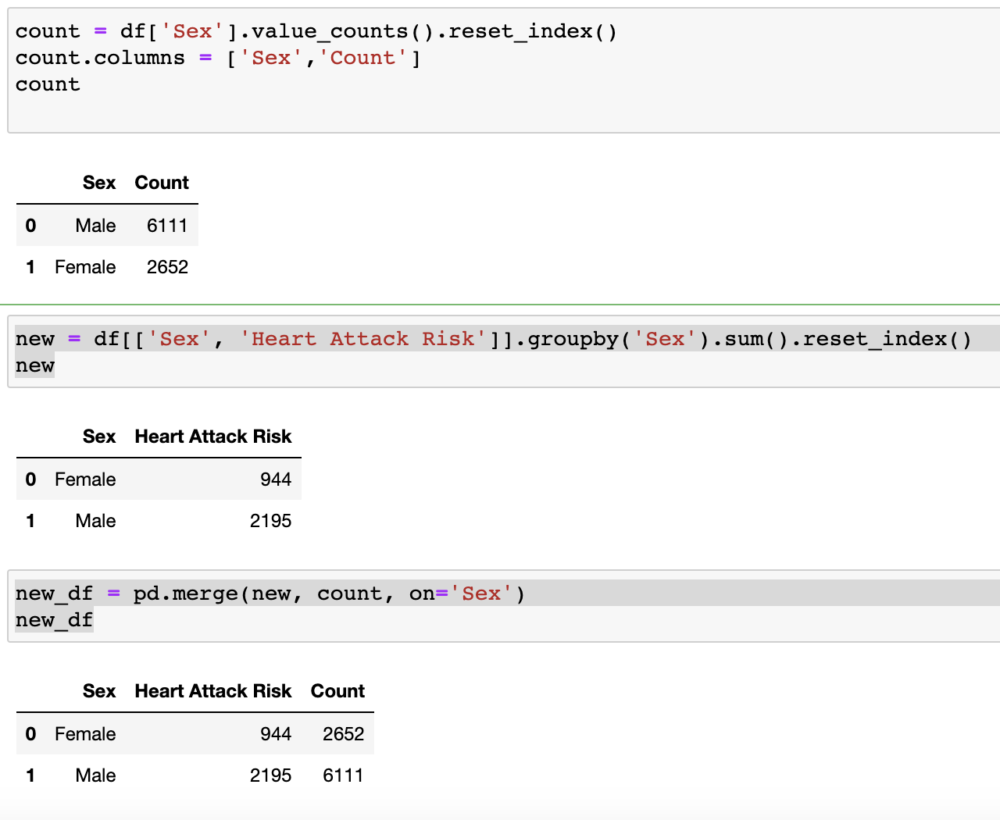 count = df['Sex'].value_counts().reset_index()
count.columns = ['Sex','Count']
count
Sex Count
0 Male 6111
1 Female 2652
new = df[['Sex', 'Heart Attack Risk']].groupby('Sex').sum().reset_index()
new
Sex Heart Attack Risk
0 Female 944
1 Male 2195
new_df = pd.merge(new, count, on='Sex')
new_df
Sex Heart Attack Risk Count
0 Female 944 2652
1 Male 2195 6111